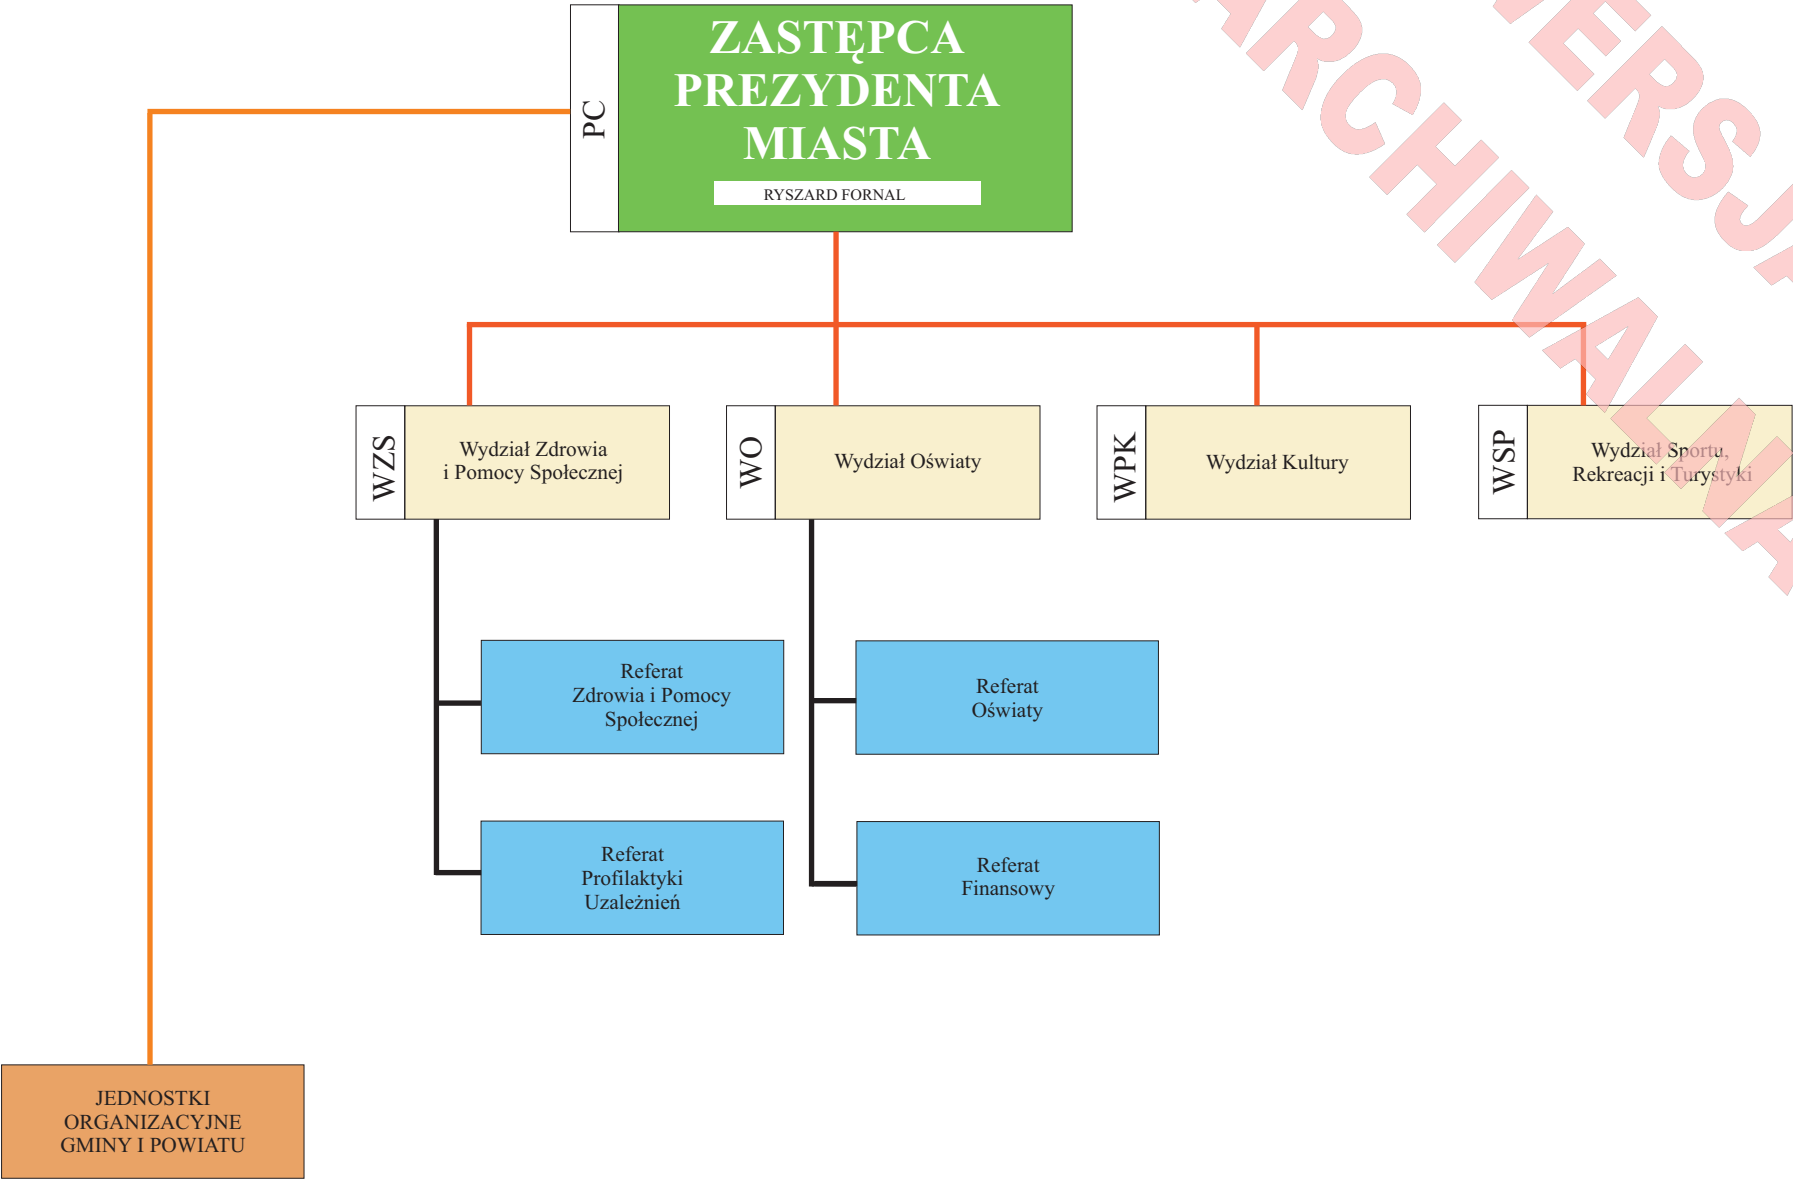 PC
ZASTĘPCA
PREZYDENTA
MIASTA
RYSZARD FORNAL
WERSJA
ARCHIWALNA
WZS
Wydział Zdrowia
i Pomocy Społecznej
WO
Wydział Oświaty
WPK
Wydział Kultury
WSP
Wydział Sportu,
Rekreacji i Turystyki
Referat
Zdrowia i Pomocy
Społecznej
Referat
Oświaty
Referat
Profilaktyki
Uzależnień
Referat
Finansowy
JEDNOSTKI
ORGANIZACYJNE
GMINY I POWIATU